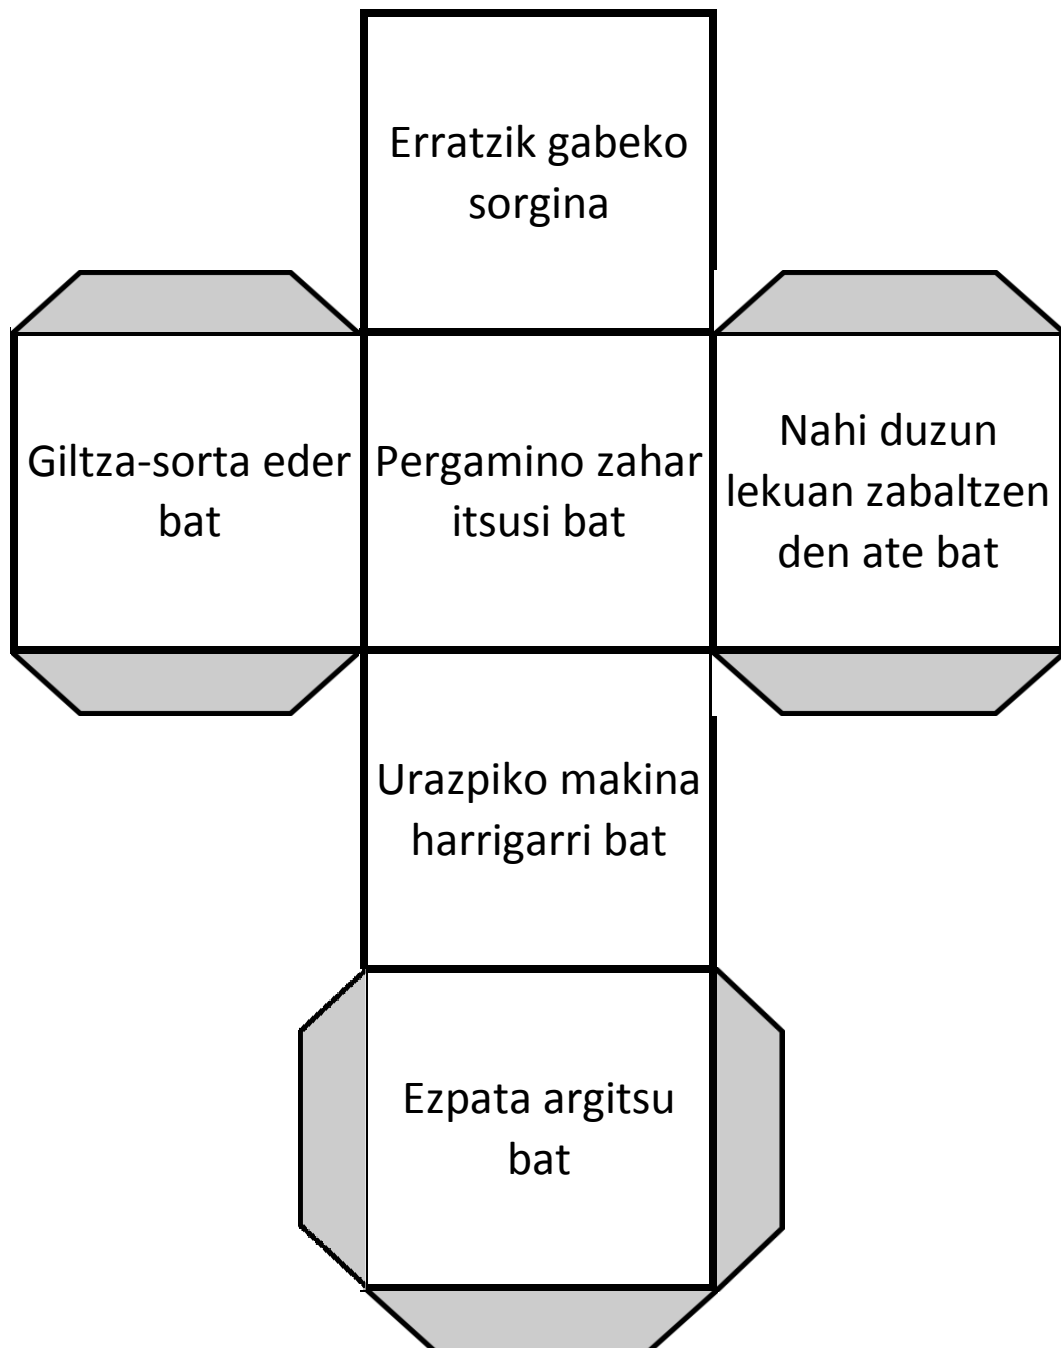 Erratzik gabeko
sorgina
Giltza-sorta eder
bat
Pergamino zahar
itsusi bat
Nahi duzun
lekuan zabaltzen
den ate bat
Urazpiko makina
harrigarri bat
Ezpata argitsu
bat